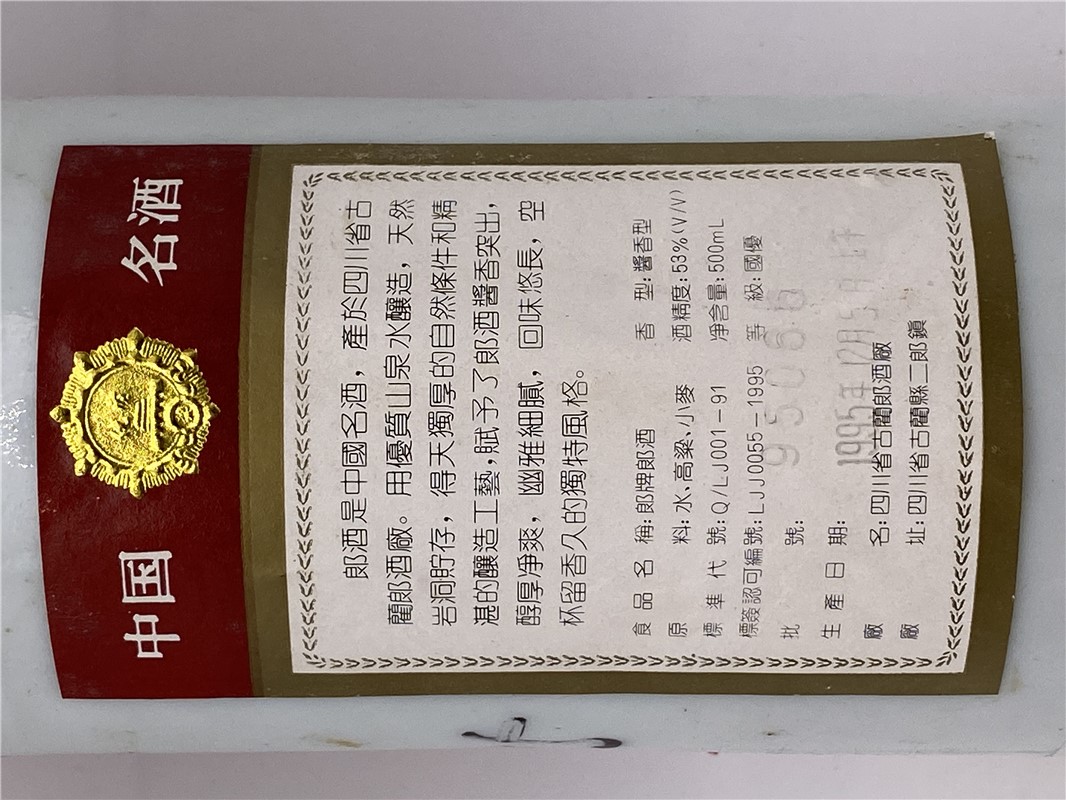 中国 名酒
郎酒是中國名酒，產於四川省古
藺郎酒廠。用優質山泉水釀造，天然
岩洞貯存，得天獨厚的自然條件和精
湛的釀造工藝，賦予了郎酒醬香突出，
醇厚净爽，幽雅細膩，回味悠長，空
杯留香久的獨特風格。
食品名稱：郎牌郎酒 香型：醬香型
原料：水、高粱、小麥 酒精度：53%(V/V)
標準代號：Q/LJ001-91 净含量：500mL
標簽認可編號：LJJ0055-1995 等級：國優
批號：
生產日期：1995年12月5日
廠名：四川省古藺郎酒廠
廠址：四川省古藺縣二郎鎮